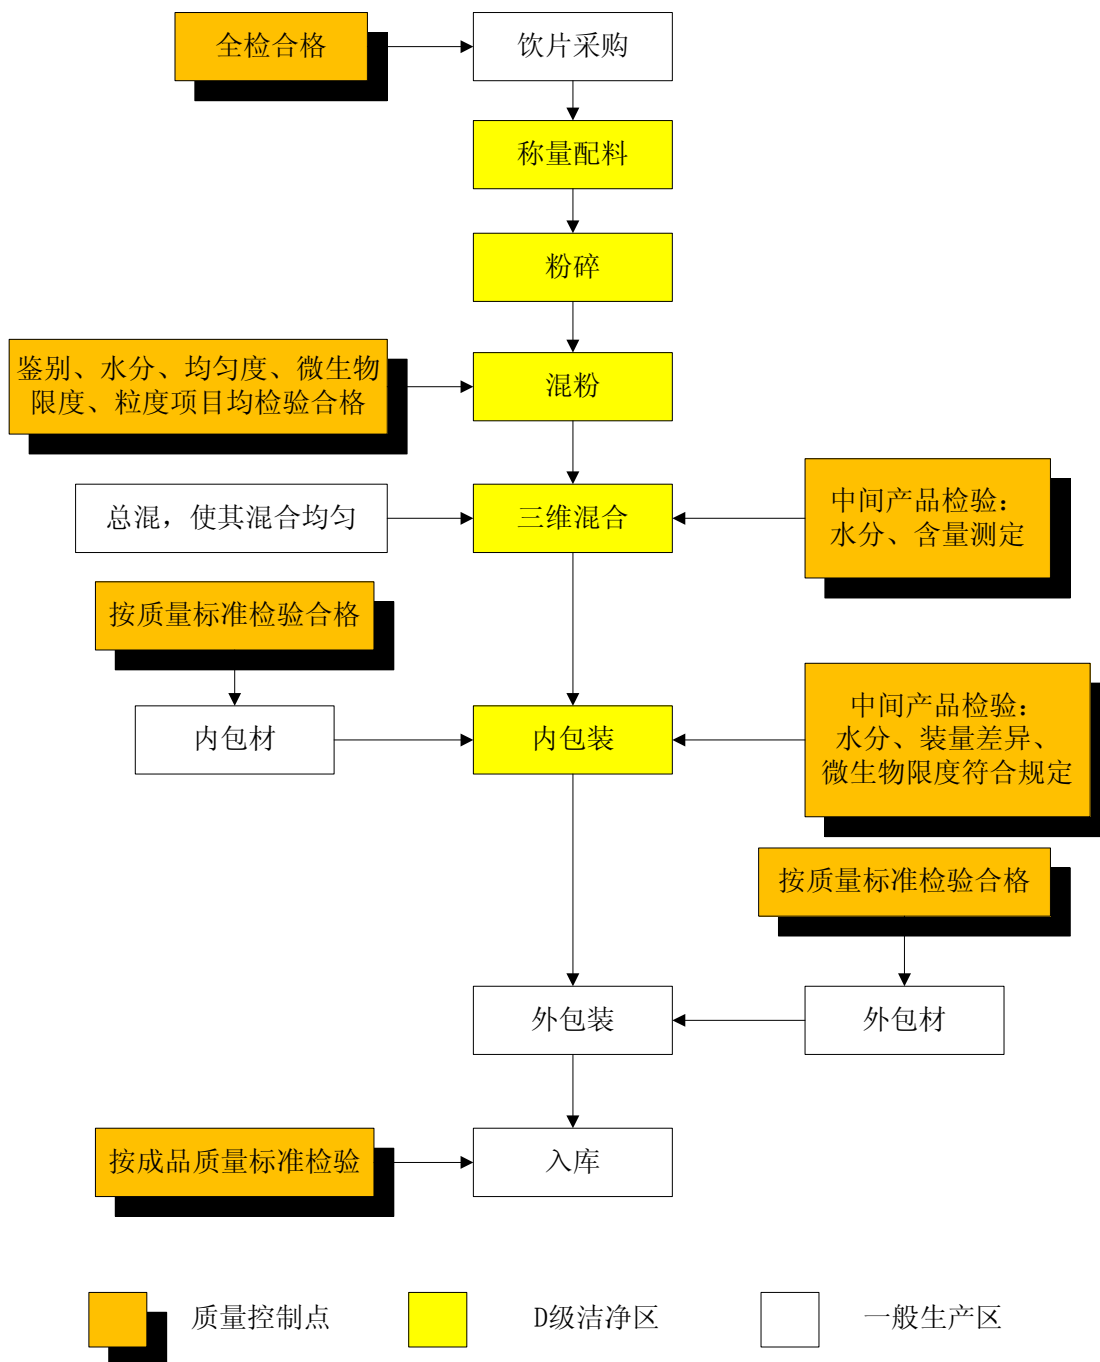 全检合格
饮片采购
称量配料
粉碎
鉴别、水分、均匀度、微生物
限度、粒度项目均检验合格
混粉
总混，使其混合均匀
三维混合
中间产品检验：
水分、含量测定
按质量标准检验合格
内包材
内包装
中间产品检验：
水分、装量差异、
微生物限度符合规定
按质量标准检验合格
外包装
外包材
按成品质量标准检验
入库
质量控制点
D级洁净区
一般生产区